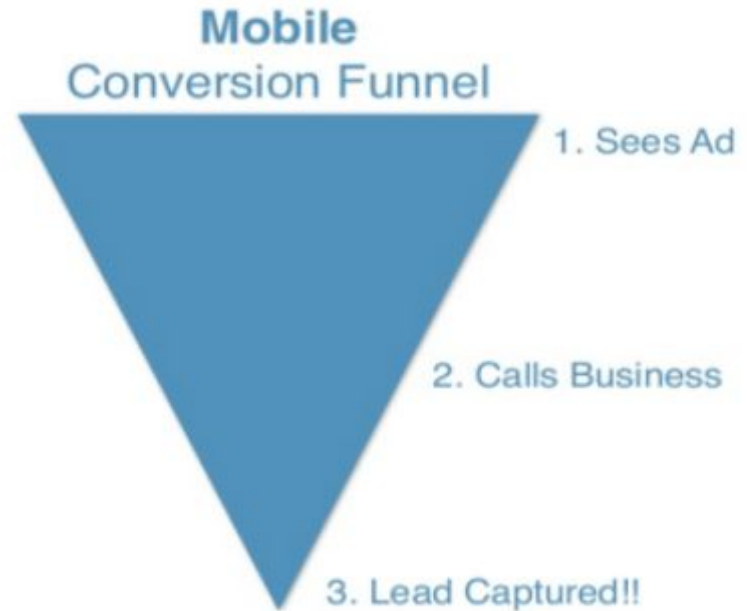 Mobile
Conversion Funnel
1. Sees Ad
2. Calls Business
3. Lead Captured!!